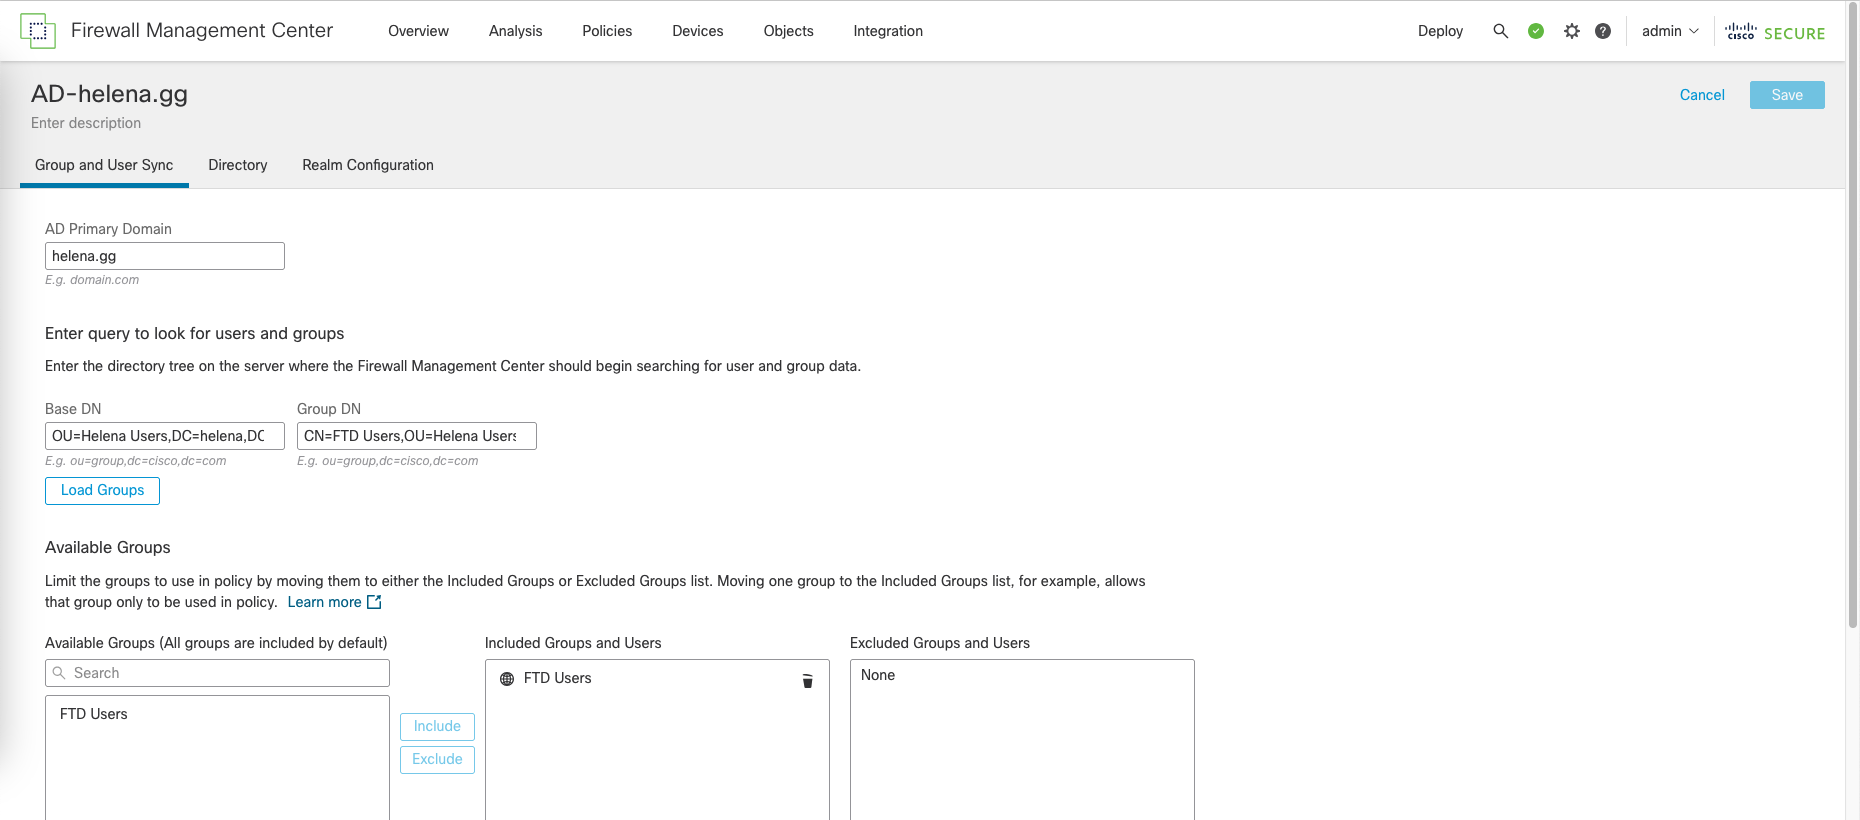 Firewall Management Center
Overview
Analysis
Policies
Devices
Objects
Integration
Deploy
admin
cisco SECURE
AD-helena.gg
Cancel
Save
Enter description
Group and User Sync
Directory
Realm Configuration
AD Primary Domain
helena.gg
E.g. domain.com
Enter query to look for users and groups
Enter the directory tree on the server where the Firewall Management Center should begin searching for user and group data.
Base DN
Group DN
OU=Helena Users,DC=helena,DC
CN=FTD Users,OU=Helena Users
E.g. ou=group,dc=cisco,dc=com
E.g. ou=group,dc=cisco,dc=com
Load Groups
Available Groups
Limit the groups to use in policy by moving them to either the Included Groups or Excluded Groups list. Moving one group to the Included Groups list, for example, allows
that group only to be used in policy. Learn more
Available Groups (All groups are included by default)
Included Groups and Users
Excluded Groups and Users
Search
FTD Users
None
FTD Users
Include
Exclude